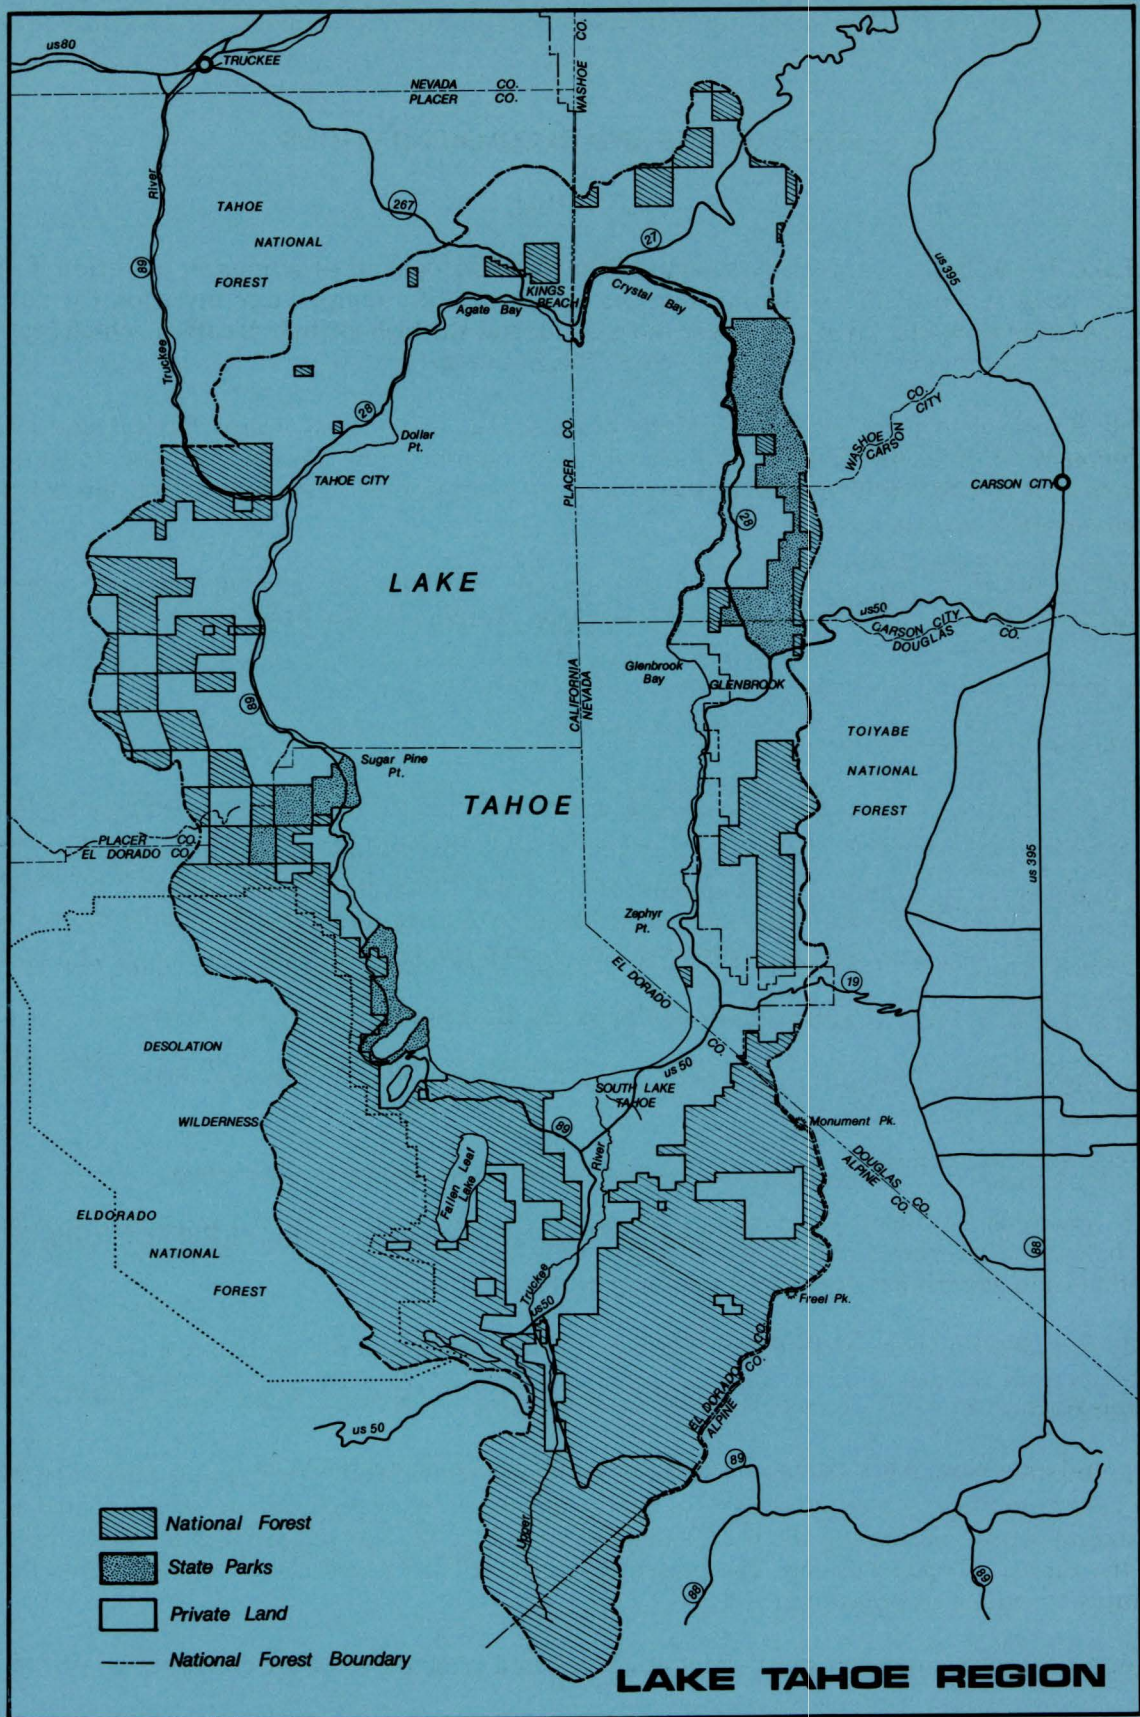 us80
TRUCKEE
NEVADA CO.
PLACER CO.
WASHOE CO.
River
TAHOE
NATIONAL
FOREST
267
27
89
us 395
KINGS
BEACH
Crystal Bay
Agate Bay
Truckee
28
Dollar
Pt.
WASHOE CO.
CARSON CITY
PLACER CO.
TAHOE CITY
CARSON CITY
28
LAKE
us50
CARSON CITY
DOUGLAS CO.
Glenbrook
Bay
GLENBROOK
CALIFORNIA
NEVADA
89
TOIYABE
NATIONAL
FOREST
Sugar Pine
Pt.
TAHOE
PLACER CO.
EL DORADO CO.
us 395
Zephyr
Pt.
EL DORADO CO.
19
DESOLATION
WILDERNESS
us 50
SOUTH LAKE
TAHOE
89
River
Monument Pk.
DOUGLAS CO.
ALPINE CO.
Fallen Leaf
Lake
ELDORADO
NATIONAL
FOREST
88
Truckee
us50
Freel Pk.
EL DORADO CO.
ALPINE CO.
us 50
89
Upper
88
89
National Forest
State Parks
Private Land
National Forest Boundary
LAKE TAHOE REGION